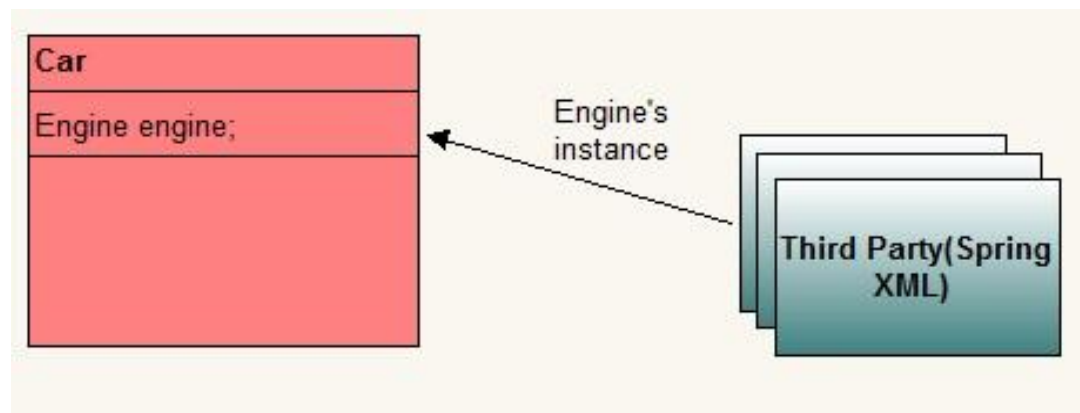 Car
Engine engine;
Engine's
instance
Third Party(Spring
XML)